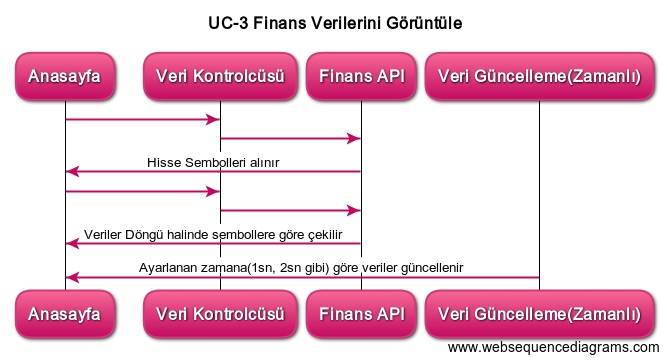 UC-3 Finans Verilerini Görüntüle
Anasayfa Veri Kontrolcüsü Finans API Veri Güncelleme(Zamanlı)
Hisse Sembolleri alınır
Veriler Döngü halinde sembollere göre çekilir
Ayarlanan zamana(1sn, 2sn gibi) göre veriler güncellenir
Anasayfa Veri Kontrolcüsü Finans API Veri Güncelleme(Zamanlı)
www.websequencediagrams.com